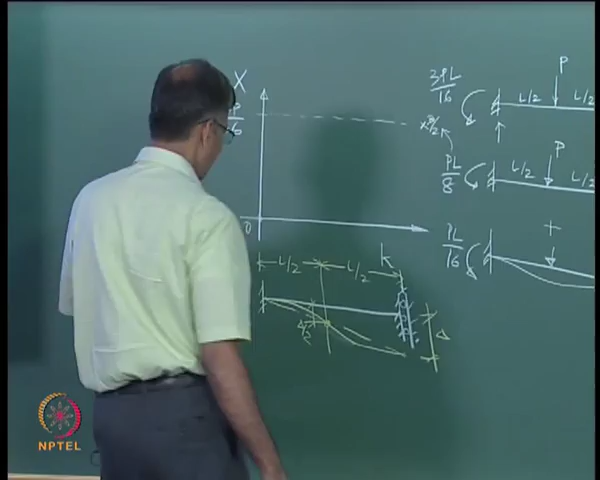 X
0
L/2 L/2
k
Δ
3PL/16
P
L/2 L/2
PL/8
P
L/2 L/2
PL/16
+
NPTEL